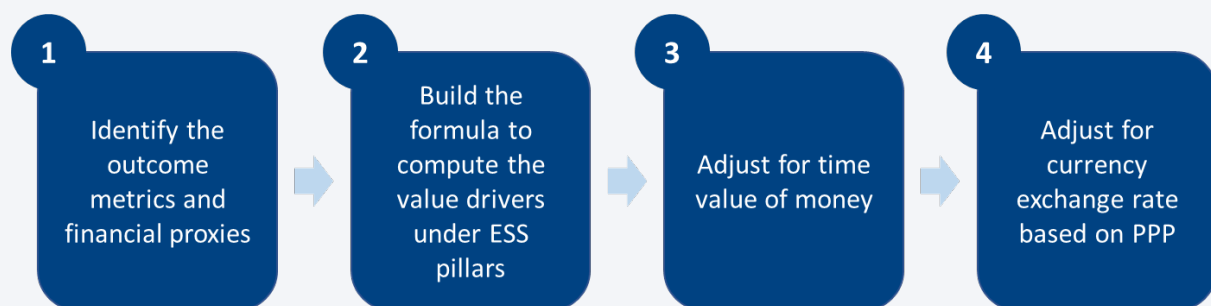 1
Identify the
outcome
metrics and
financial proxies
2
Build the
formula to
compute the
value drivers
under ESS
pillars
3
Adjust for time
value of money
4
Adjust for
currency
exchange rate
based on PPP